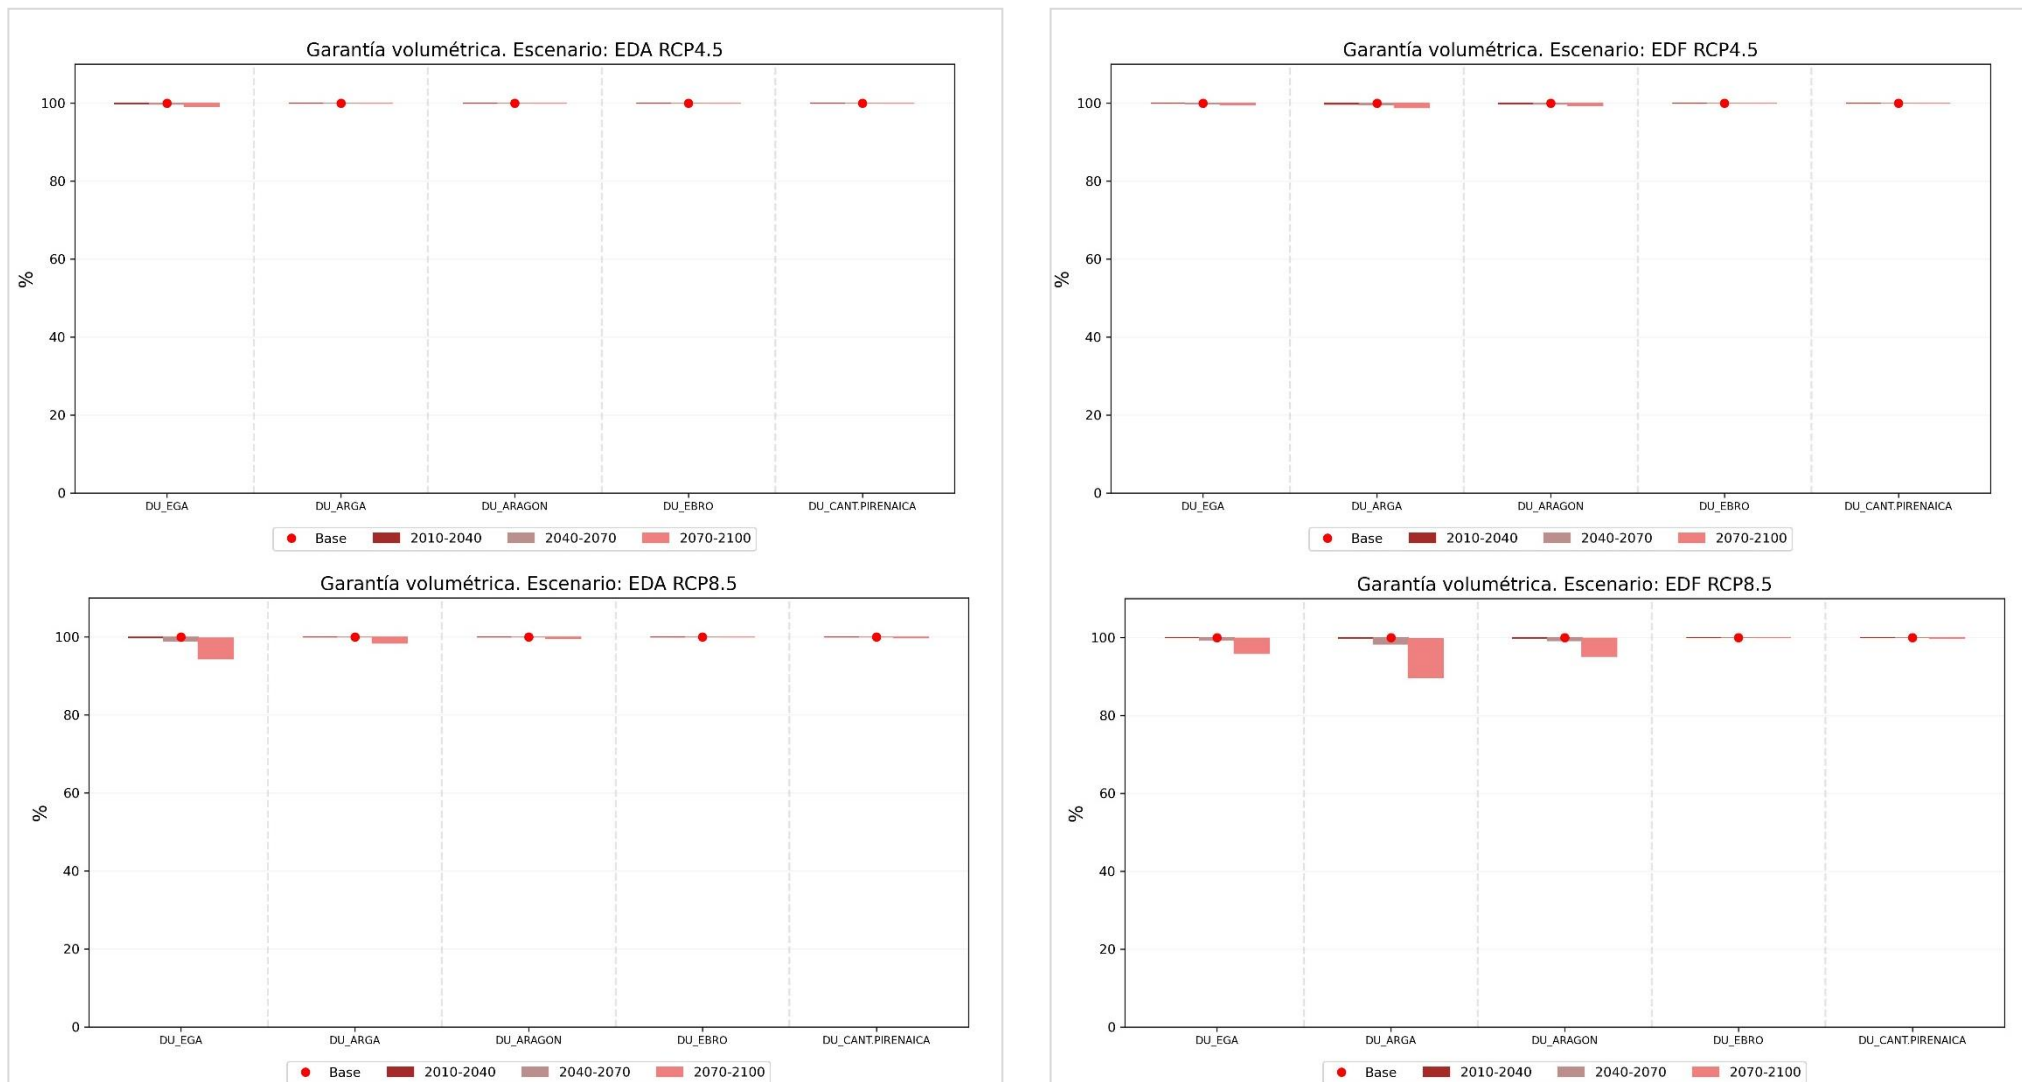 Garantía volumétrica. Escenario: EDA RCP4.5
100
80
60
40
20
0
%
DU_EGA DU_ARGA DU_ARAGON DU_EBRO DU_CANT.PIRENAICA
Base 2010-2040 2040-2070 2070-2100
Garantía volumétrica. Escenario: EDF RCP4.5
100
80
60
40
20
0
%
DU_EGA DU_ARGA DU_ARAGON DU_EBRO DU_CANT.PIRENAICA
Base 2010-2040 2040-2070 2070-2100
Garantía volumétrica. Escenario: EDA RCP8.5
100
80
60
40
20
0
%
DU_EGA DU_ARGA DU_ARAGON DU_EBRO DU_CANT.PIRENAICA
Base 2010-2040 2040-2070 2070-2100
Garantía volumétrica. Escenario: EDF RCP8.5
100
80
60
40
20
0
%
DU_EGA DU_ARGA DU_ARAGON DU_EBRO DU_CANT.PIRENAICA
Base 2010-2040 2040-2070 2070-2100